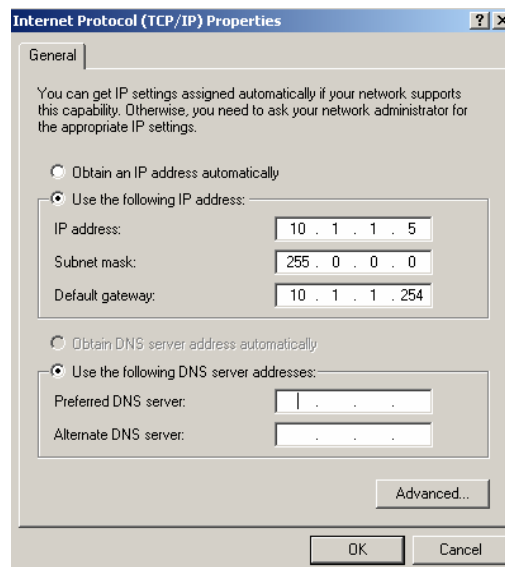 Internet Protocol (TCP/IP) Properties
General
You can get IP settings assigned automatically if your network supports
this capability. Otherwise, you need to ask your network administrator for
the appropriate IP settings.
Obtain an IP address automatically
Use the following IP address:
IP address: 10 . 1 . 1 . 5
Subnet mask: 255 . 0 . 0 . 0
Default gateway: 10 . 1 . 1 . 254
Obtain DNS server address automatically
Use the following DNS server addresses:
Preferred DNS server: . . .
Alternate DNS server: . . .
Advanced...
OK Cancel